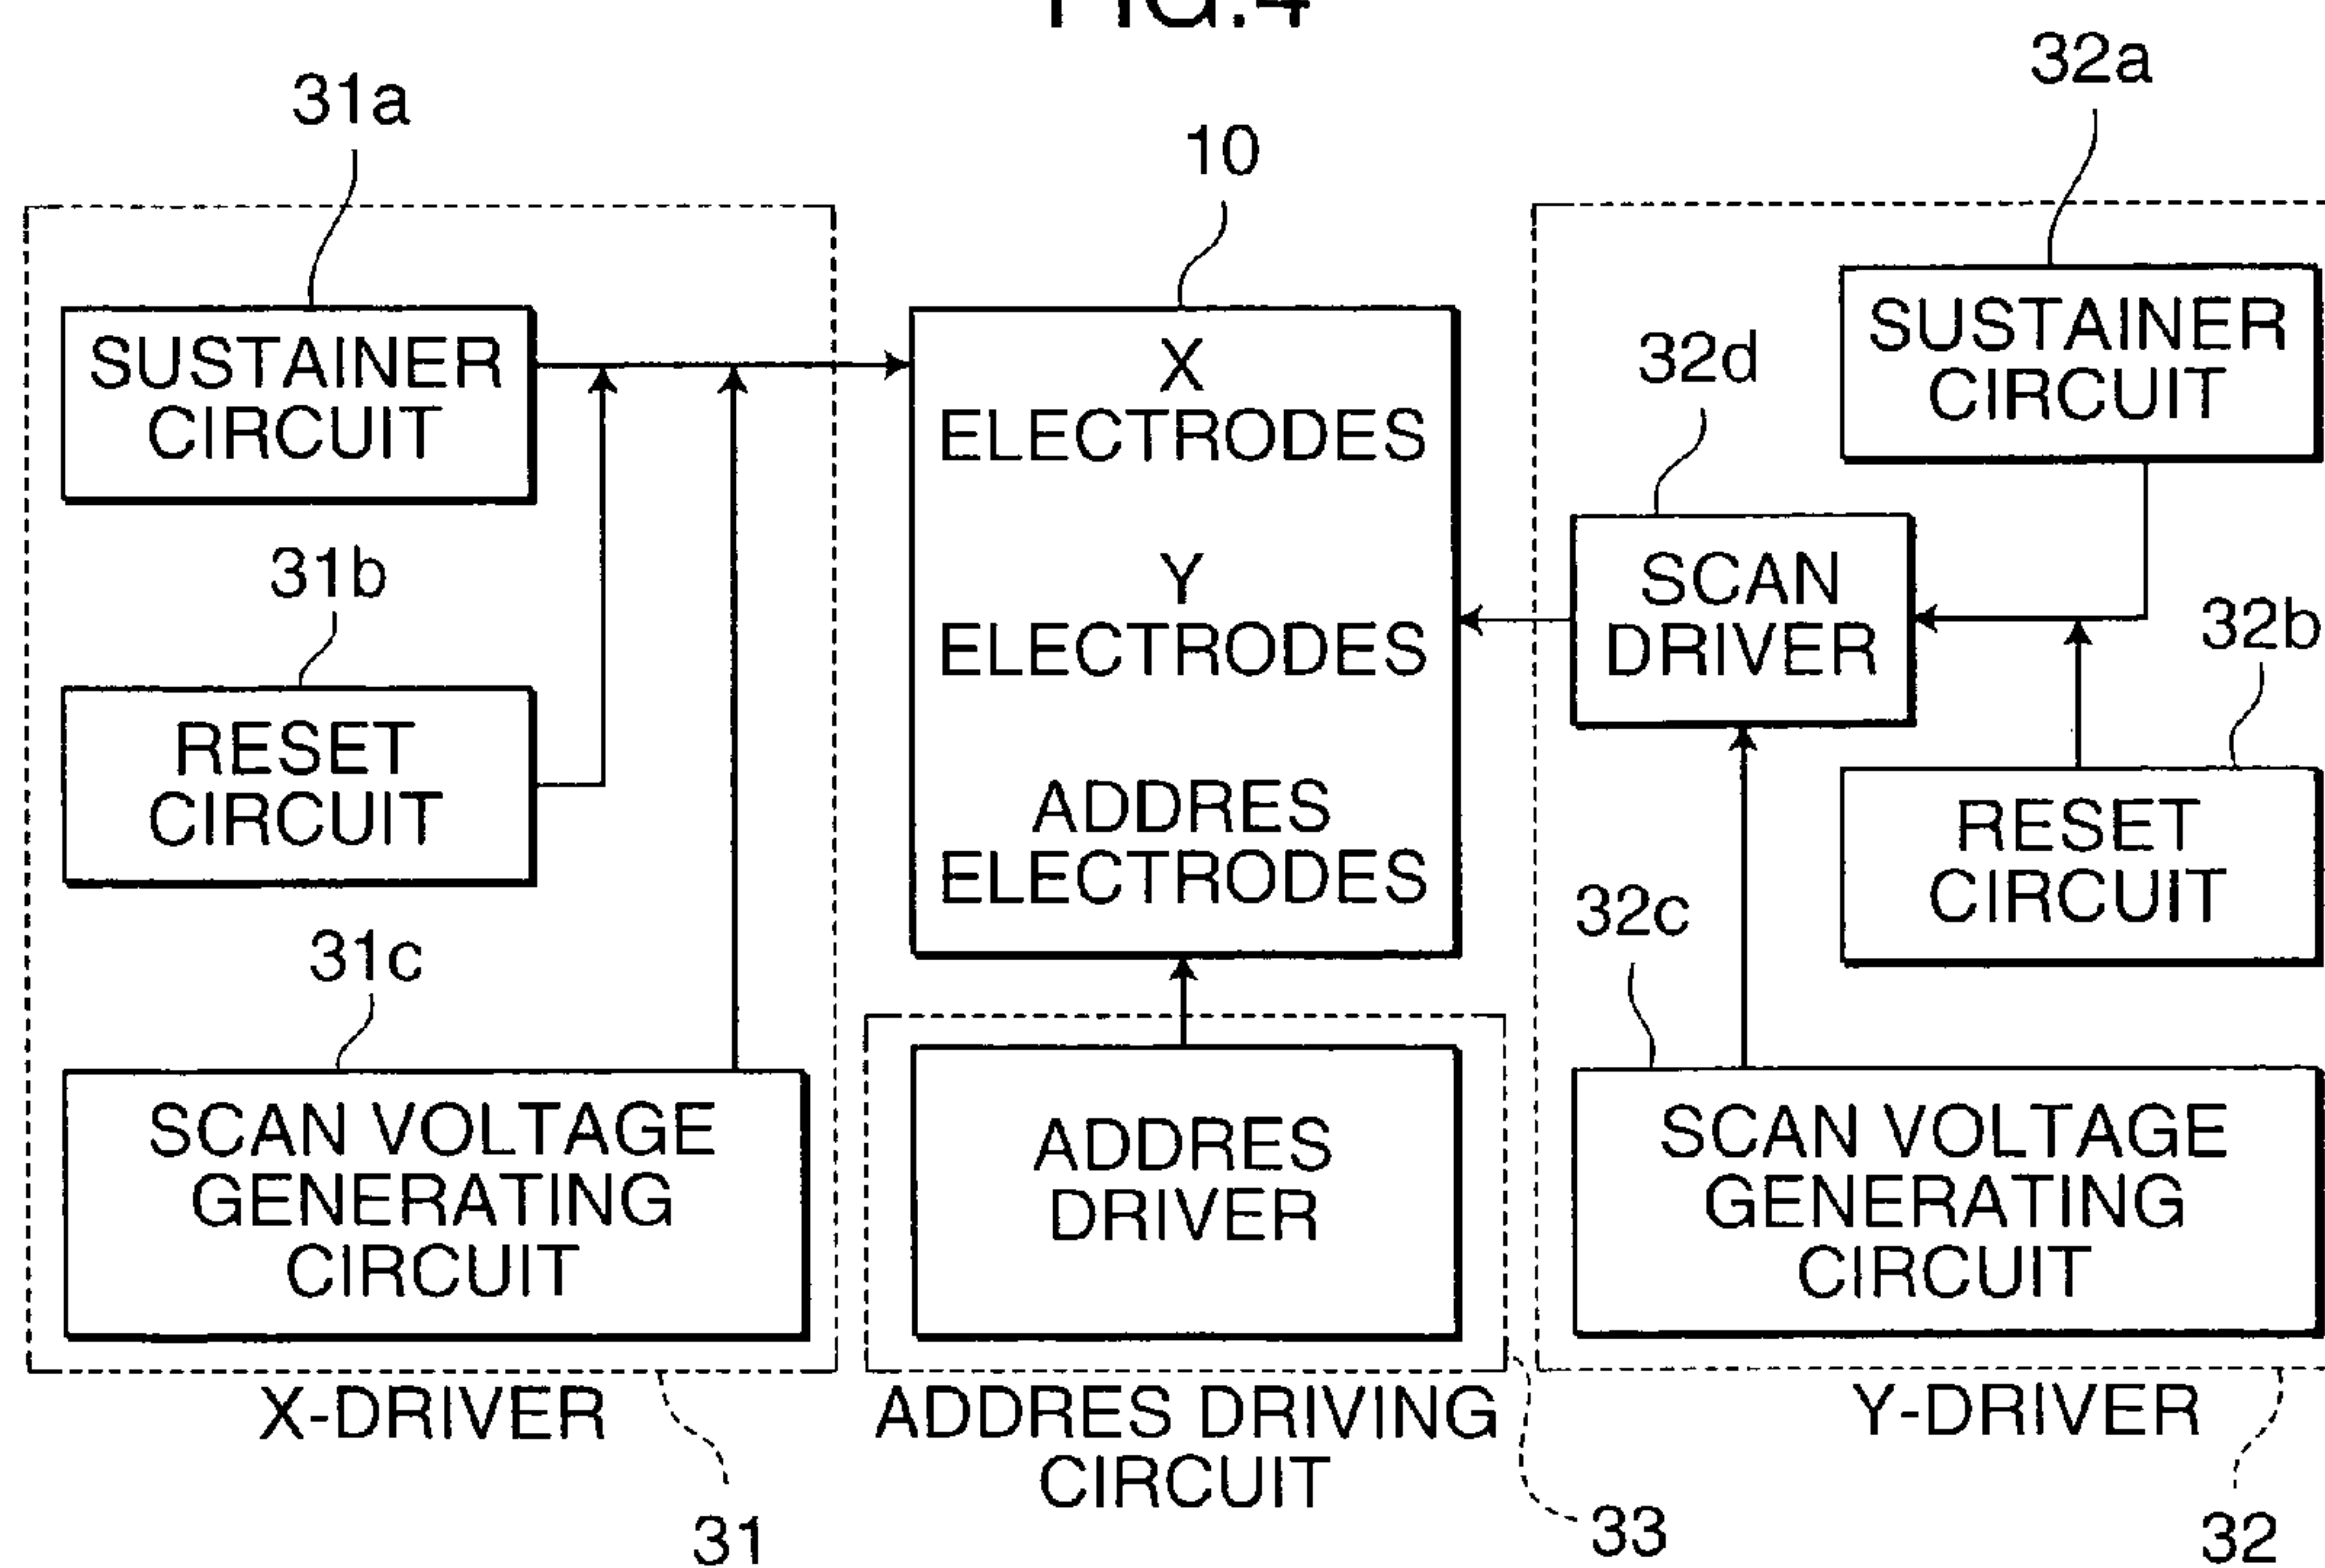 FIG.4
31a
10
32a
SUSTAINER
CIRCUIT
31b
RESET
CIRCUIT
31c
SCAN VOLTAGE
GENERATING
CIRCUIT
X-DRIVER
31
X
ELECTRODES
Y
ELECTRODES
ADDRES
ELECTRODES
ADDRES
DRIVER
ADDRES DRIVING
CIRCUIT
33
SUSTAINER
CIRCUIT
32d
SCAN
DRIVER
32b
RESET
CIRCUIT
32c
SCAN VOLTAGE
GENERATING
CIRCUIT
Y-DRIVER
32